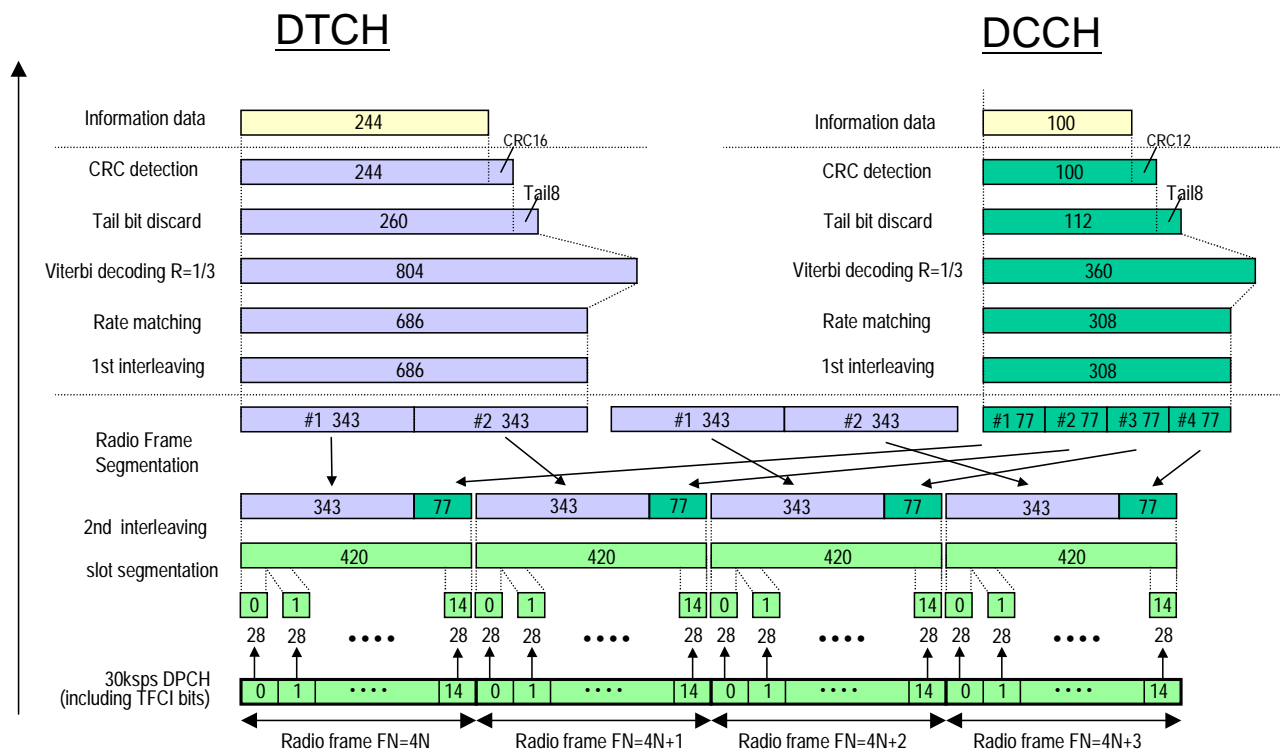 DTCH DCCH
Information data 244 Information data 100
CRC16 CRC12
CRC detection 244 CRC detection 100
Tail8 Tail8
Tail bit discard 260 Tail bit discard 112
Viterbi decoding R=1/3 804 Viterbi decoding R=1/3 360
Rate matching 686 Rate matching 308
1st interleaving 686 1st interleaving 308
#1 343 #2 343 #1 343 #2 343 #1 77 #2 77 #3 77 #4 77
Radio Frame
Segmentation
343 77 343 77 343 77 343 77
2nd interleaving
420 420 420 420
slot segmentation
0 1 14 0 1 14 0 1 14 0 1 14
28 28 •••• 28 28 28 •••• 28 28 28 •••• 28 28 28 •••• 28
30ksps DPCH
(including TFCI bits)
0 1 •••• 14 0 1 •••• 14 0 1 •••• 14 0 1 •••• 14
Radio frame FN=4N Radio frame FN=4N+1 Radio frame FN=4N+2 Radio frame FN=4N+3